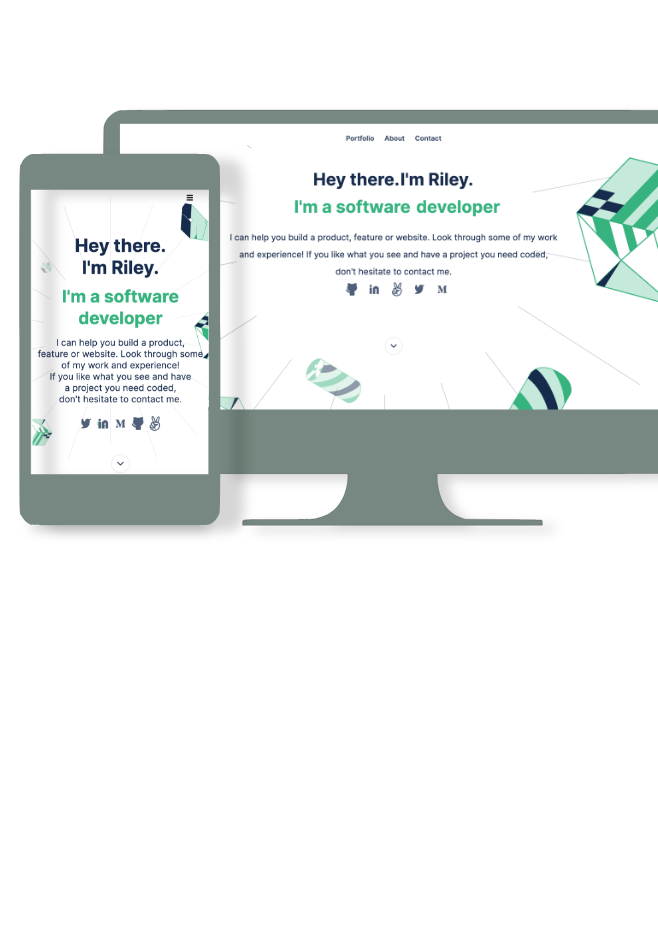 Portfolio About Contact
Hey there.I'm Riley.
I'm a software developer
I can help you build a product, feature or website. Look through some of my work
and experience! If you like what you see and have a project you need coded,
don't hesitate to contact me.
Hey there.
I'm Riley.
I'm a software
developer
I can help you build a product,
feature or website. Look through some
of my work and experience!
If you like what you see and have
a project you need coded,
don't hesitate to contact me.